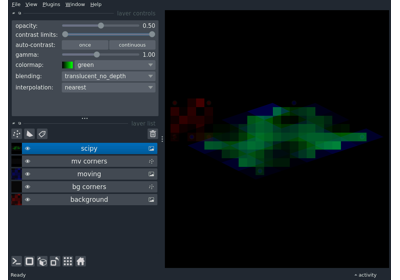 File View Plugins Window Help
layer controls
opacity: 0.50
contrast limits:
auto-contrast: once continuous
gamma: 1.00
colormap: green
blending: translucent_no_depth
interpolation: nearest
layer list
scipy
mv corners
moving
bg corners
background
Ready
activity